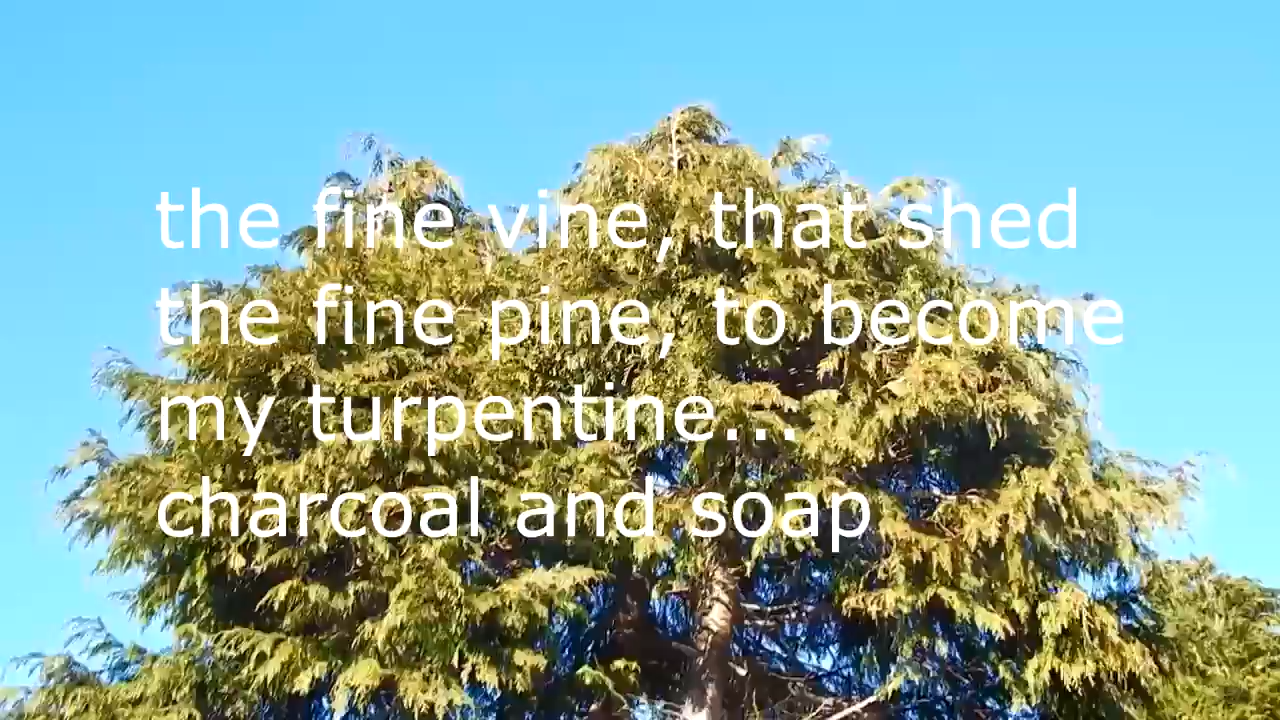 the fine vine, that shed
the fine pine, to become
my turpentine...
charcoal and soap